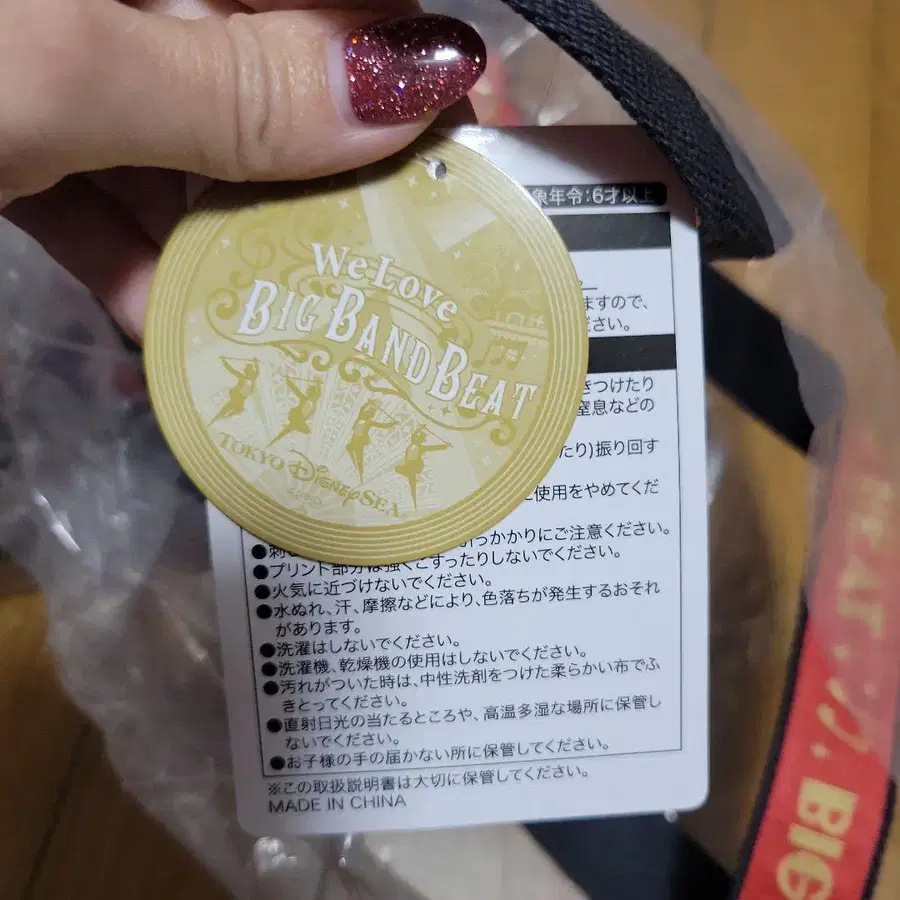 We Love
BIG BAND BEAT
TOKYO DISNEYSEA
象年令:6才以上
ますので、
ださい。
きつけたり
窒息などの
たり)振り回す
使用をやめてくだ
っかかりにご注意ください。
●プリント部分は強くこすったりしないでください。
●火気に近づけないでください。
●水ぬれ、汗、摩擦などにより、色落ちが発生するおそれ
があります。
●洗濯はしないでください。
●洗濯機、乾燥機の使用はしないでください。
●汚れがついた時は、中性洗剤をつけた柔らかい布でふ
きとってください。
●直射日光の当たるところや、高温多湿な場所に保管し
ないでください。
●お子様の手の届かない所に保管してください。
※この取扱説明書は大切に保管してください。
MADE IN CHINA
BEAT
BIG